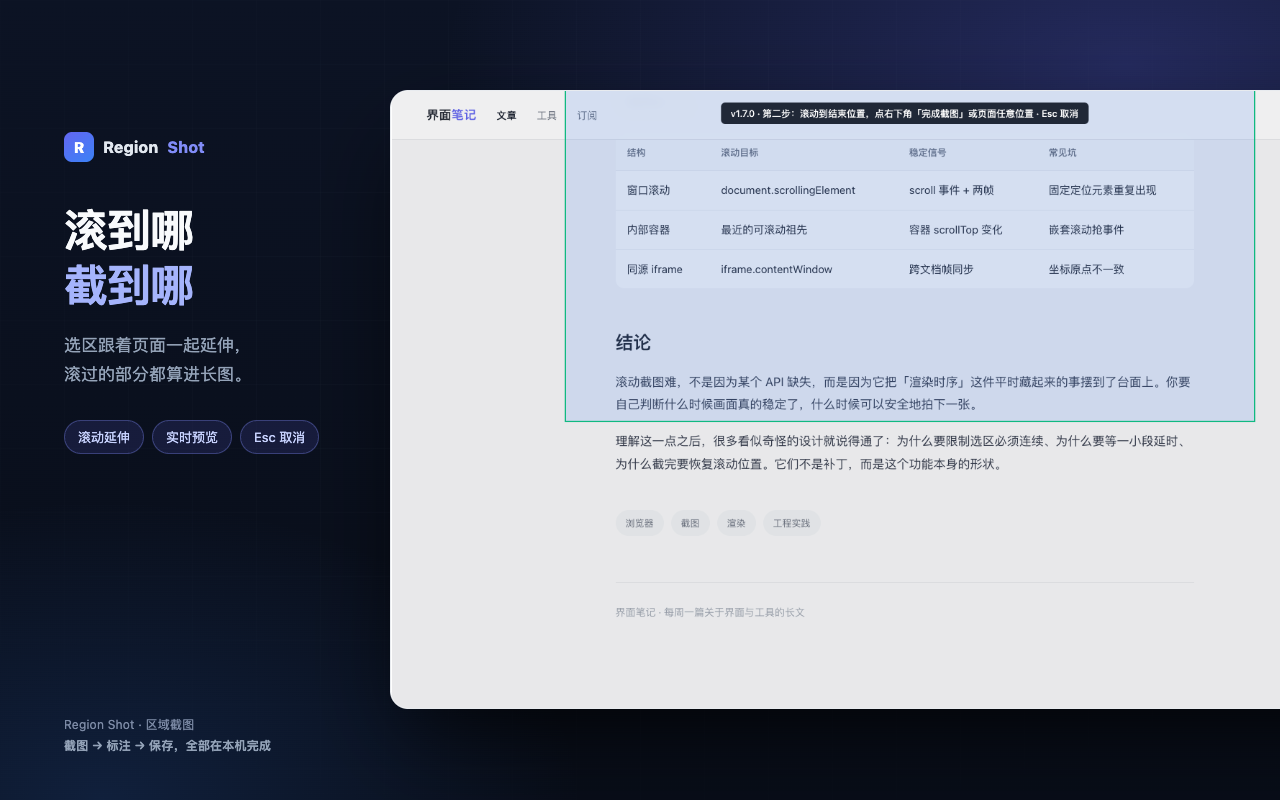 R Region Shot
滚到哪
截到哪
选区跟着页面一起延伸，
滚过的部分都算进长图。
滚动延伸 实时预览 Esc 取消
Region Shot · 区域截图
截图 → 标注 → 保存，全部在本机完成
界面笔记 文章 工具 订阅
v1.7.0 · 第二步：滚动到结束位置，点右下角「完成截图」或页面任意位置 · Esc 取消
结构 滚动目标 稳定信号 常见坑
窗口滚动 document.scrollingElement scroll 事件 + 两帧 固定定位元素重复出现
内部容器 最近的可滚动祖先 容器 scrollTop 变化 嵌套滚动抢事件
同源 iframe iframe.contentWindow 跨文档帧同步 坐标原点不一致
结论
滚动截图难，不是因为某个 API 缺失，而是因为它把「渲染时序」这件平时藏起来的事摆到了台面上。你要
自己判断什么时候画面真的稳定了，什么时候可以安全地拍下一张。
理解这一点之后，很多看似奇怪的设计就说得通了：为什么要限制选区必须连续、为什么要等一小段延时、
为什么截完要恢复滚动位置。它们不是补丁，而是这个功能本身的形状。
浏览器 截图 渲染 工程实践
界面笔记 · 每周一篇关于界面与工具的长文